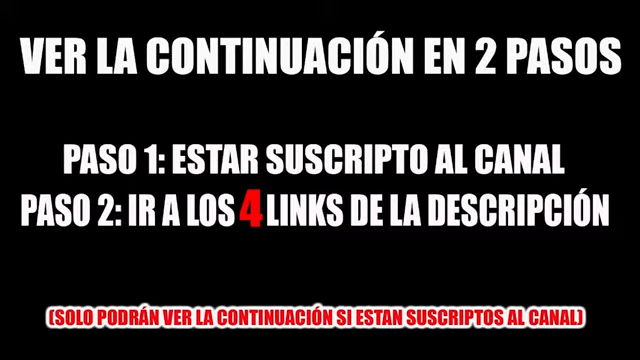 VER LA CONTINUACIÓN EN 2 PASOS
PASO 1: ESTAR SUSCRIPTO AL CANAL
PASO 2: IR A LOS 4 LINKS DE LA DESCRIPCIÓN
(SOLO PODRÁN VER LA CONTINUACIÓN SI ESTAN SUSCRIPTOS AL CANAL)